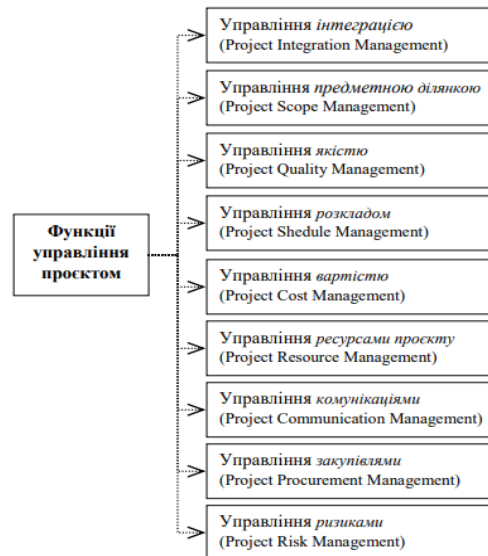 Управління інтеграцією
(Project Integration Management)
Управління предметною ділянкою
(Project Scope Management)
Управління якістю
(Project Quality Management)
Управління розкладом
(Project Shedule Management)
Функції
управління
проєктом
Управління вартістю
(Project Cost Management)
Управління ресурсами проєкту
(Project Resource Management)
Управління комунікаціями
(Project Communication Management)
Управління закупівлями
(Project Procurement Management)
Управління ризиками
(Project Risk Management)